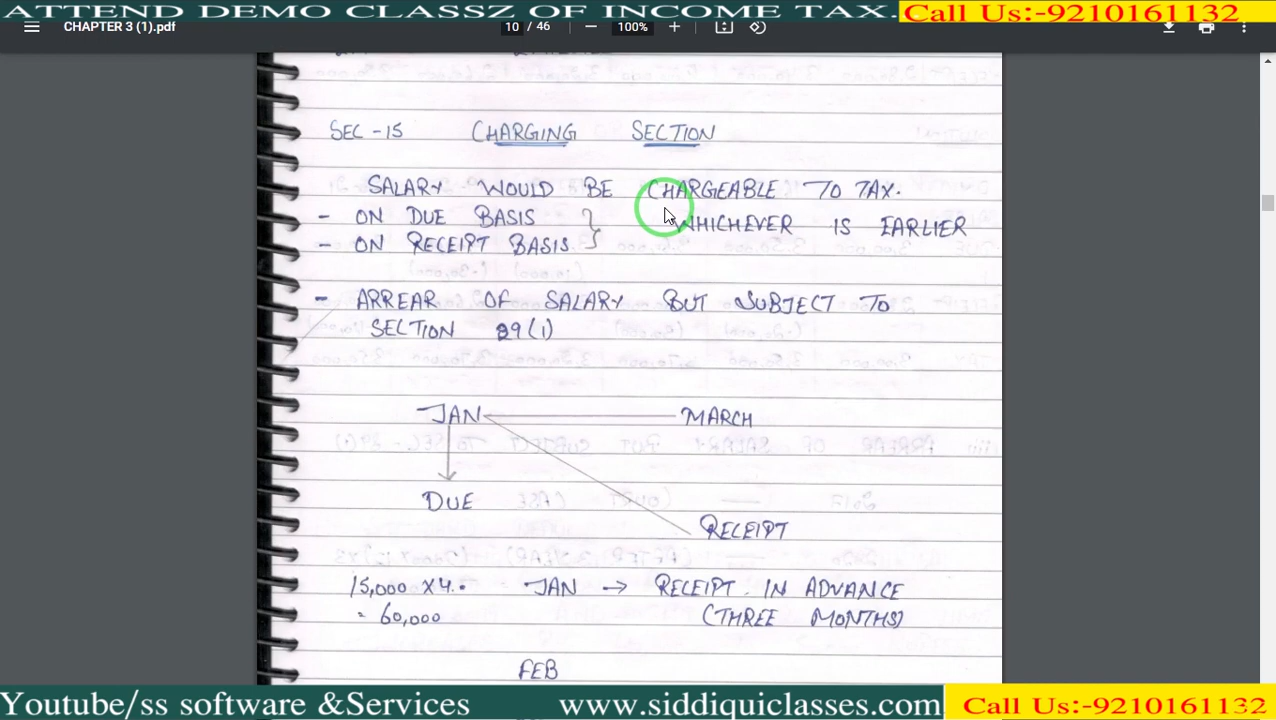 ATTEND DEMO CLASSZ OF INCOME TAX.
Call Us:-9210161132
CHAPTER 3 (1).pdf
10 / 46
100%
SEC-15 CHARGING SECTION
SALARY WOULD BE CHARGEABLE TO TAX.
- ON DUE BASIS
WHICHEVER IS EARLIER
- ON RECEIPT BASIS
- ARREAR OF SALARY BUT SUBJECT TO
SECTION 89(1)
JAN MARCH
DUE
RECEIPT
15,000 X4. JAN → RECEIPT IN ADVANCE
= 60,000 (THREE MONTHS)
FEB
Youtube/ss software &Services
www.siddiquiclasses.com
Call Us:-9210161132